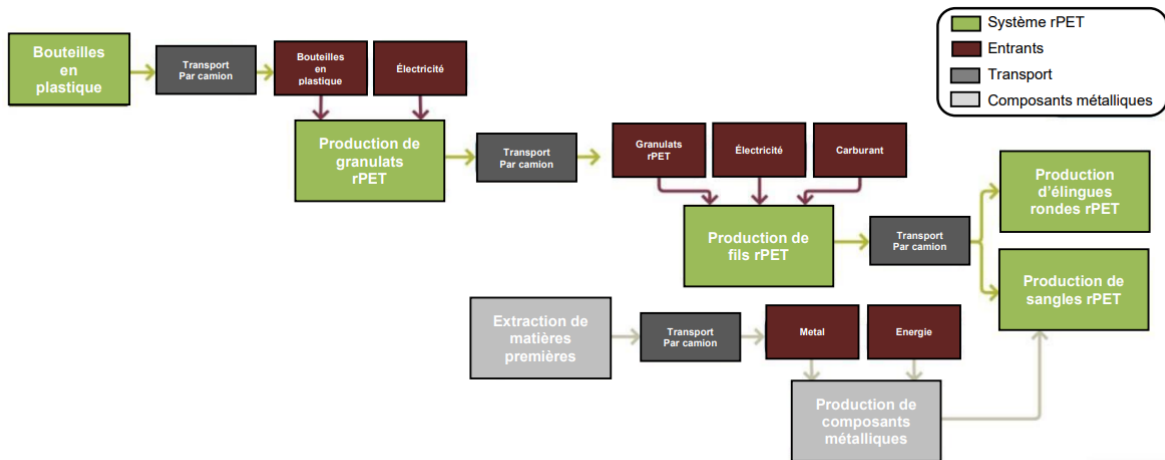 Système rPET
Entrants
Transport
Composants métalliques
Bouteilles
en
plastique
Transport
Par camion
Bouteilles
en
plastique
Électricité
Production de
granulats
rPET
Transport
Par camion
Granulats
rPET
Électricité
Carburant
Production de
fils rPET
Transport
Par camion
Production
d'élingues
rondes rPET
Production de
sangles rPET
Extraction de
matières
premières
Transport
Par camion
Metal
Energie
Production de
composants
métalliques